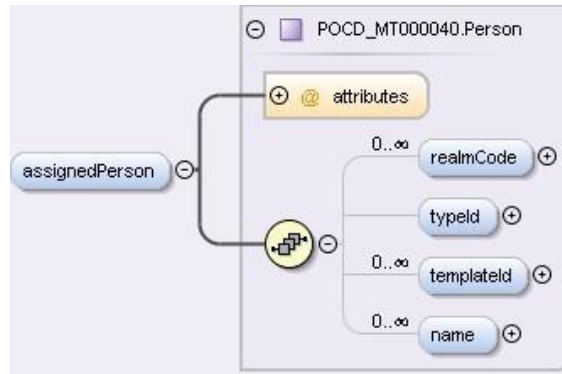 POCD_MT000040.Person
@ attributes
0..∞
realmCode
assignedPerson
typeId
0..∞
templateId
0..∞
name